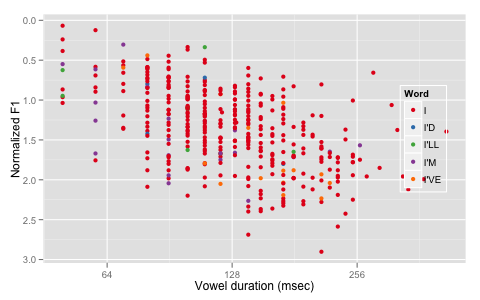 0.0
0.5
1.0
1.5
2.0
2.5
3.0
Normalized F1
64
128
256
Vowel duration (msec)
Word
I
I'D
I'LL
I'M
I'VE